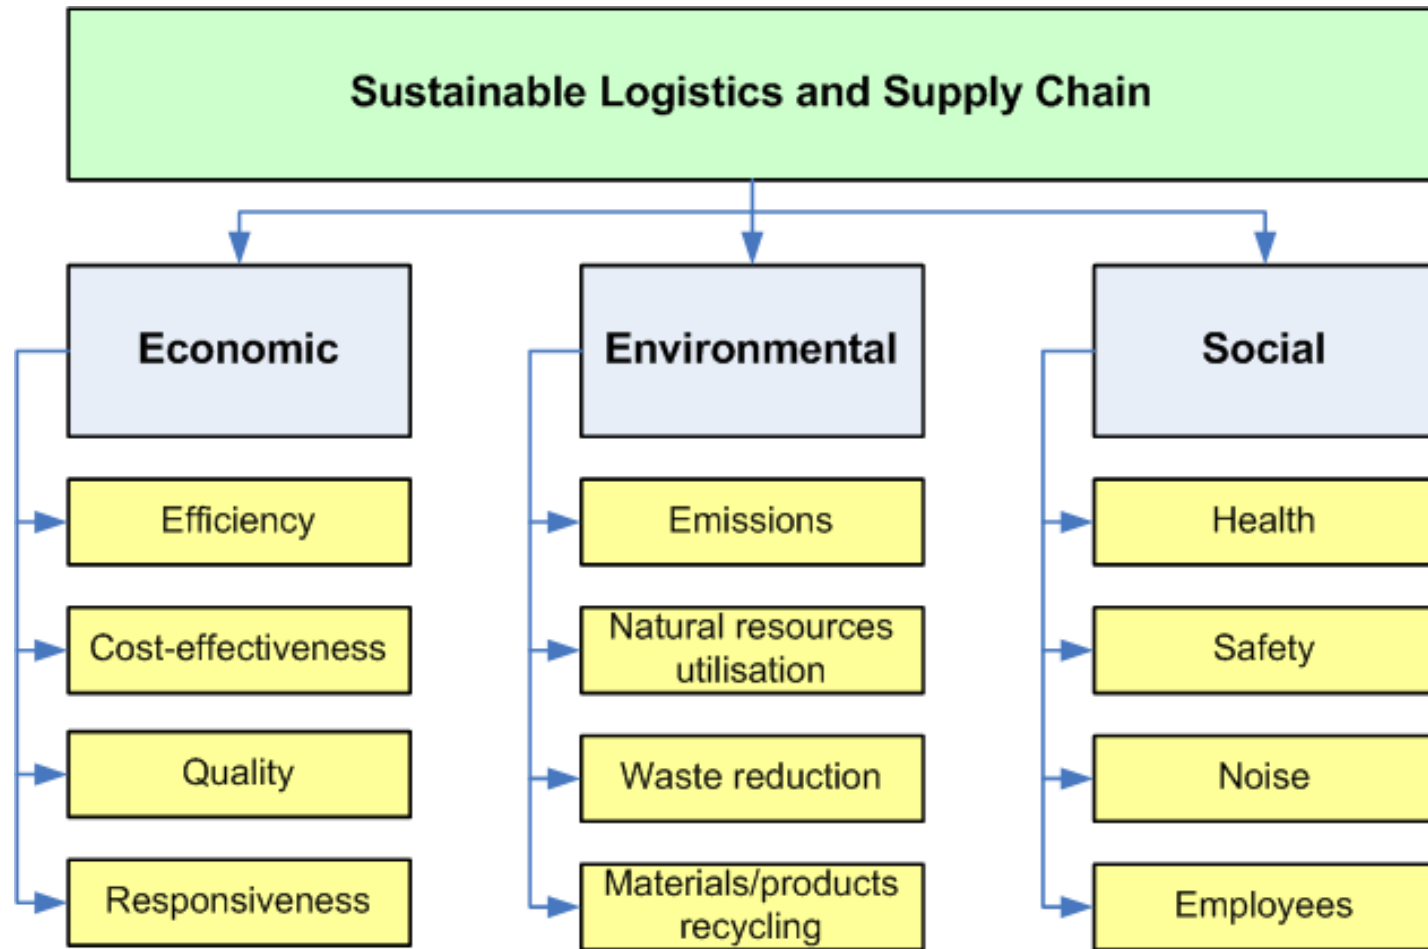 Sustainable Logistics and Supply Chain
Economic
Efficiency
Cost-effectiveness
Quality
Responsiveness
Environmental
Emissions
Natural resources
utilisation
Waste reduction
Materials/products
recycling
Social
Health
Safety
Noise
Employees